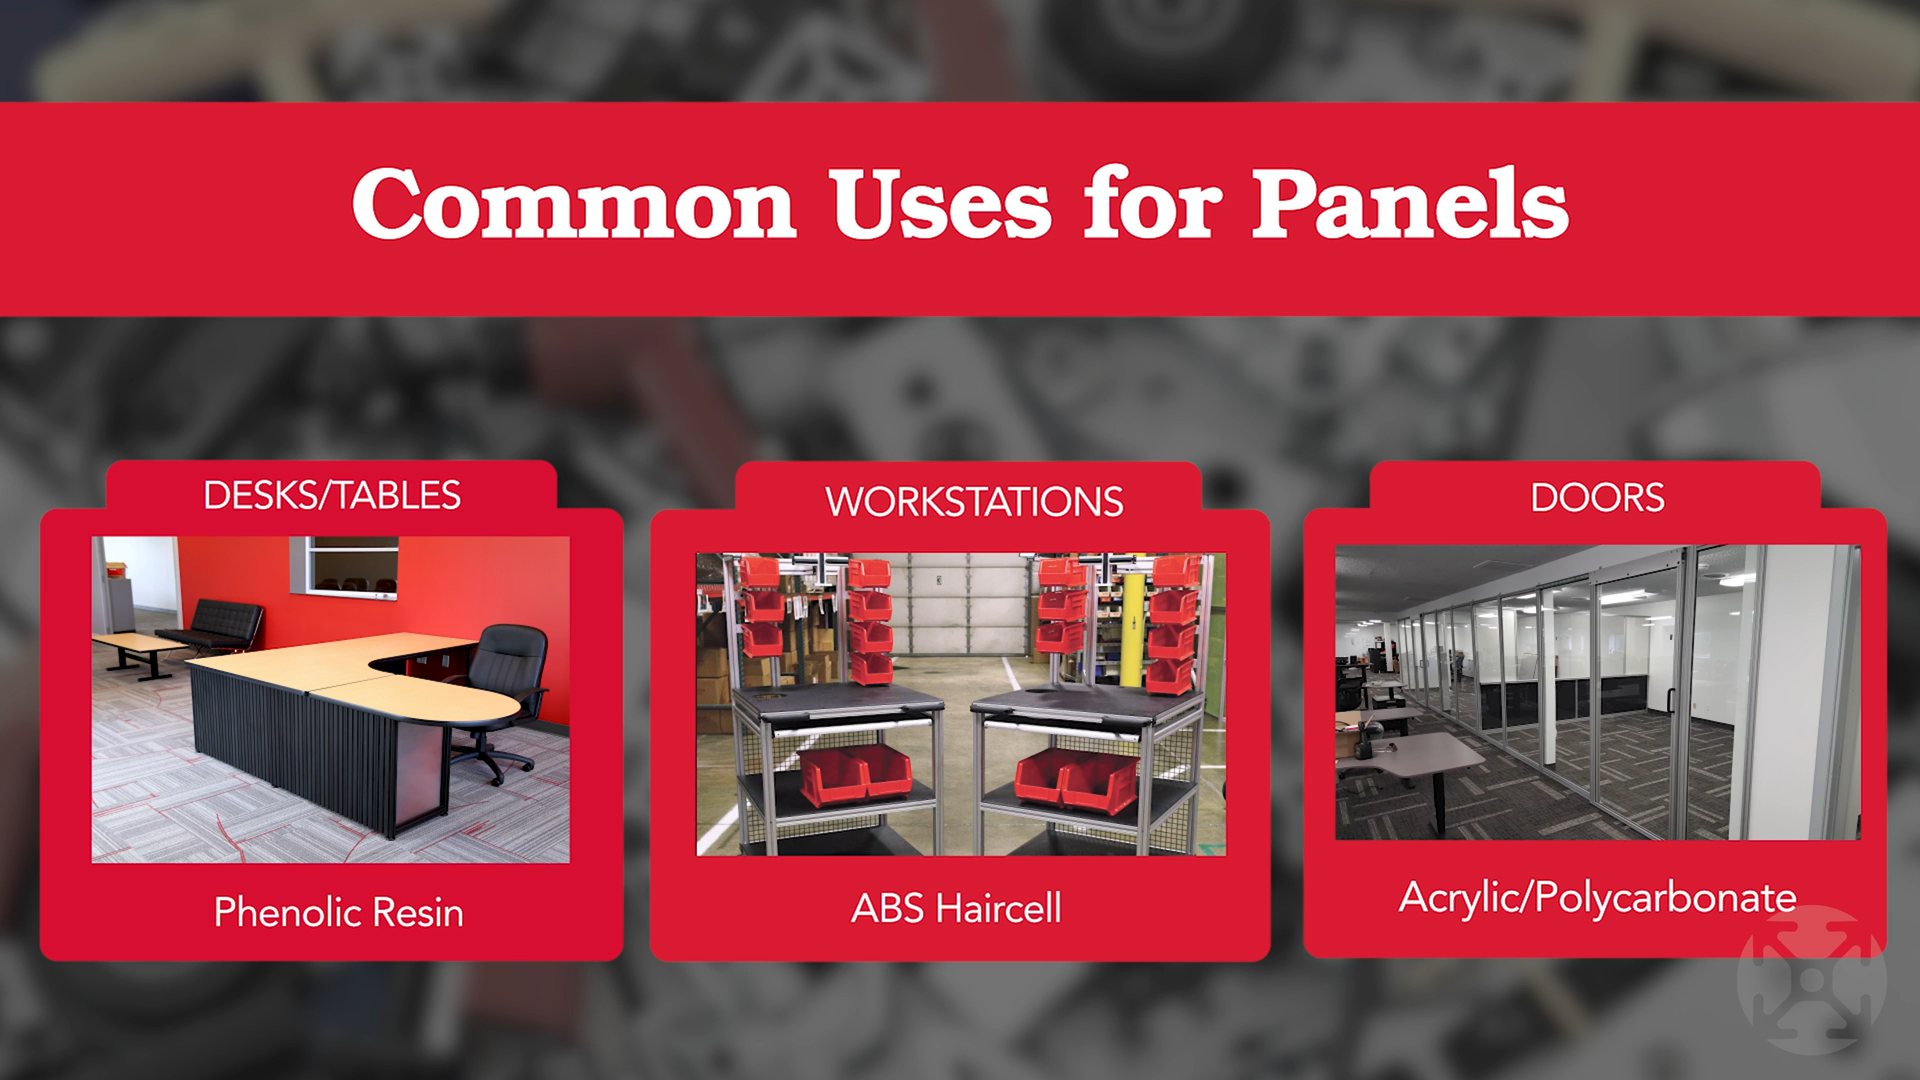 Common Uses for Panels
DESKS/TABLES
Phenolic Resin
WORKSTATIONS
ABS Haircell
DOORS
Acrylic/Polycarbonate